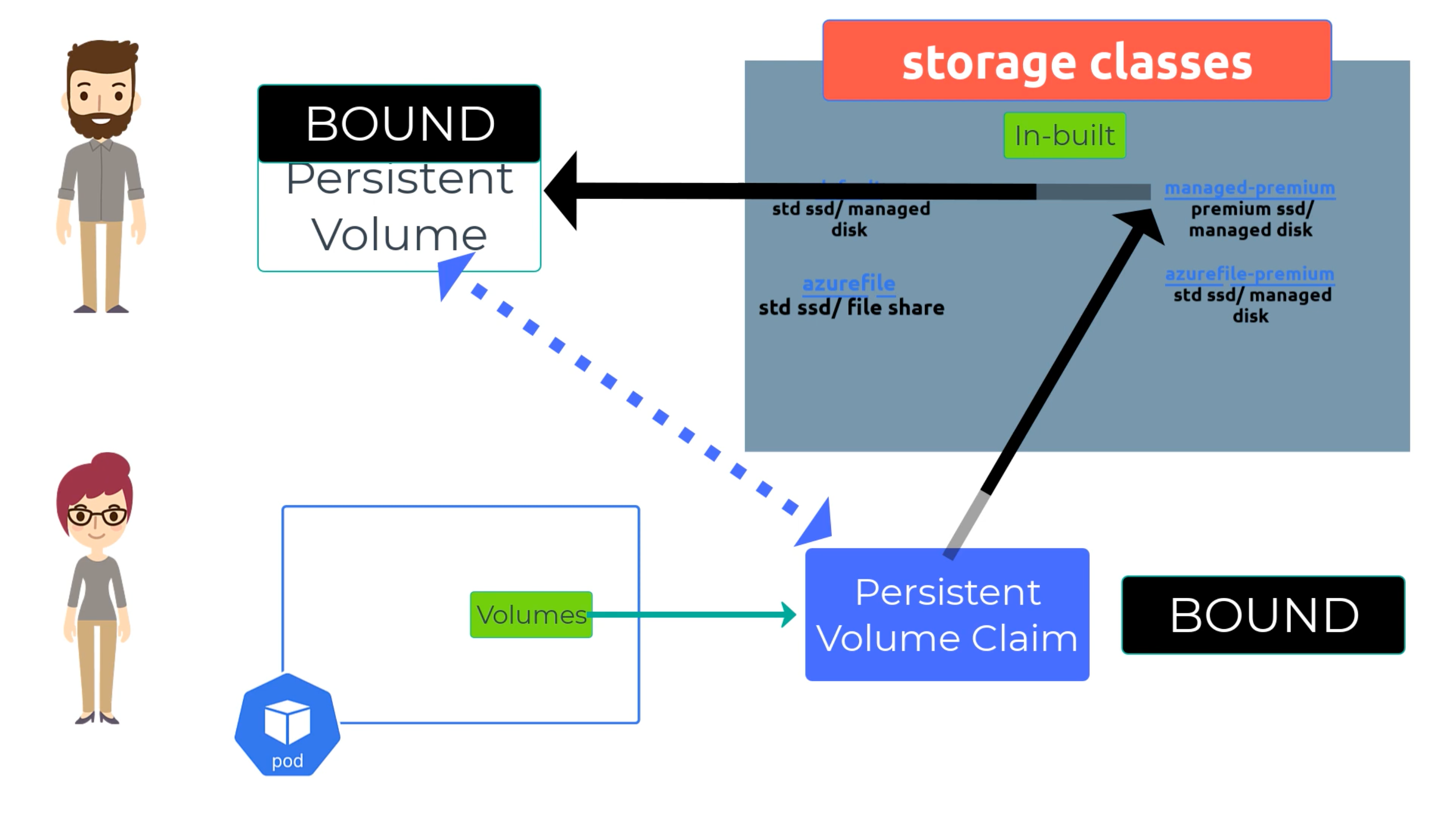 storage classes
In-built
BOUND
Persistent
Volume
std ssd/ managed
disk
managed-premium
premium ssd/
managed disk
azurefile
std ssd/ file share
azurefile-premium
std ssd/ managed
disk
Volumes
Persistent
Volume Claim
BOUND
pod